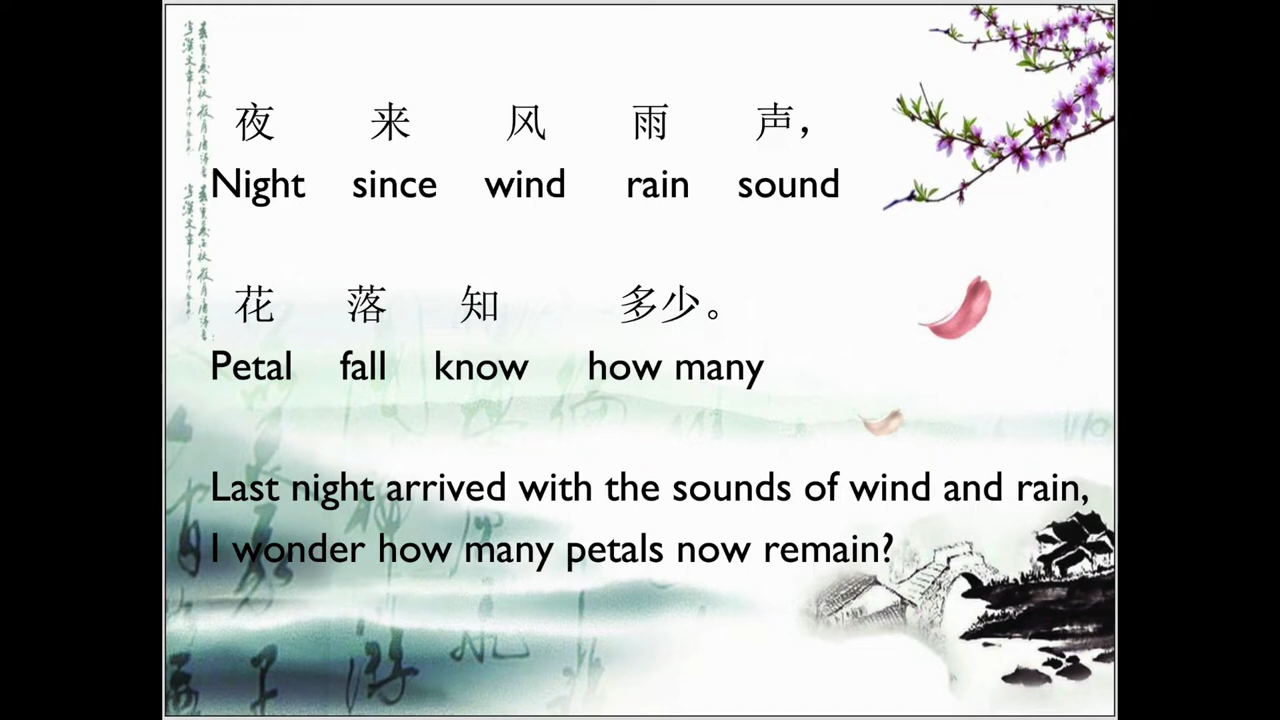 夜 来 风 雨 声，
Night since wind rain sound
花 落 知 多少。
Petal fall know how many
Last night arrived with the sounds of wind and rain,
I wonder how many petals now remain?